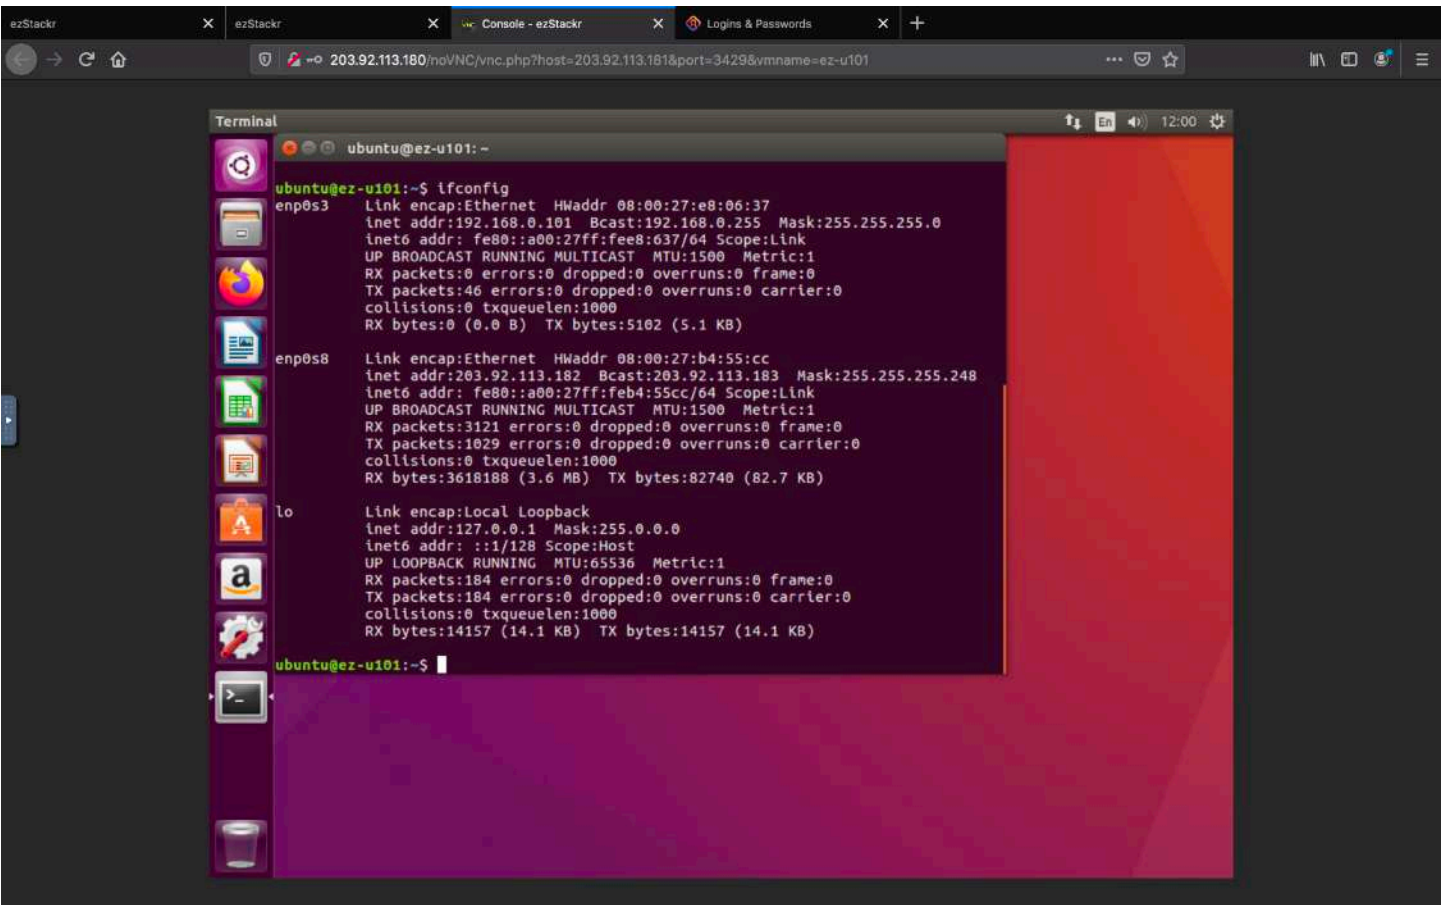 ezStackr
ezStackr
Console - ezStackr
Logins & Passwords
203.92.113.180/noVNC/vnc.php?host=203.92.113.181&port=3429&vmname=ez-u101
Terminal
En
12:00
ubuntu@ez-u101: ~
ubuntu@ez-u101:~$ ifconfig
enp0s3 Link encap:Ethernet HWaddr 08:00:27:e8:06:37
inet addr:192.168.0.101 Bcast:192.168.0.255 Mask:255.255.255.0
inet6 addr: fe80::a00:27ff:fee8:637/64 Scope:Link
UP BROADCAST RUNNING MULTICAST MTU:1500 Metric:1
RX packets:0 errors:0 dropped:0 overruns:0 frame:0
TX packets:46 errors:0 dropped:0 overruns:0 carrier:0
collisions:0 txqueuelen:1000
RX bytes:0 (0.0 B) TX bytes:5102 (5.1 KB)
enp0s8 Link encap:Ethernet HWaddr 08:00:27:b4:55:cc
inet addr:203.92.113.182 Bcast:203.92.113.183 Mask:255.255.255.248
inet6 addr: fe80::a00:27ff:feb4:55cc/64 Scope:Link
UP BROADCAST RUNNING MULTICAST MTU:1500 Metric:1
RX packets:3121 errors:0 dropped:0 overruns:0 frame:0
TX packets:1029 errors:0 dropped:0 overruns:0 carrier:0
collisions:0 txqueuelen:1000
RX bytes:3618188 (3.6 MB) TX bytes:82740 (82.7 KB)
lo Link encap:Local Loopback
inet addr:127.0.0.1 Mask:255.0.0.0
inet6 addr: ::1/128 Scope:Host
UP LOOPBACK RUNNING MTU:65536 Metric:1
RX packets:184 errors:0 dropped:0 overruns:0 frame:0
TX packets:184 errors:0 dropped:0 overruns:0 carrier:0
collisions:0 txqueuelen:1000
RX bytes:14157 (14.1 KB) TX bytes:14157 (14.1 KB)
ubuntu@ez-u101:~$